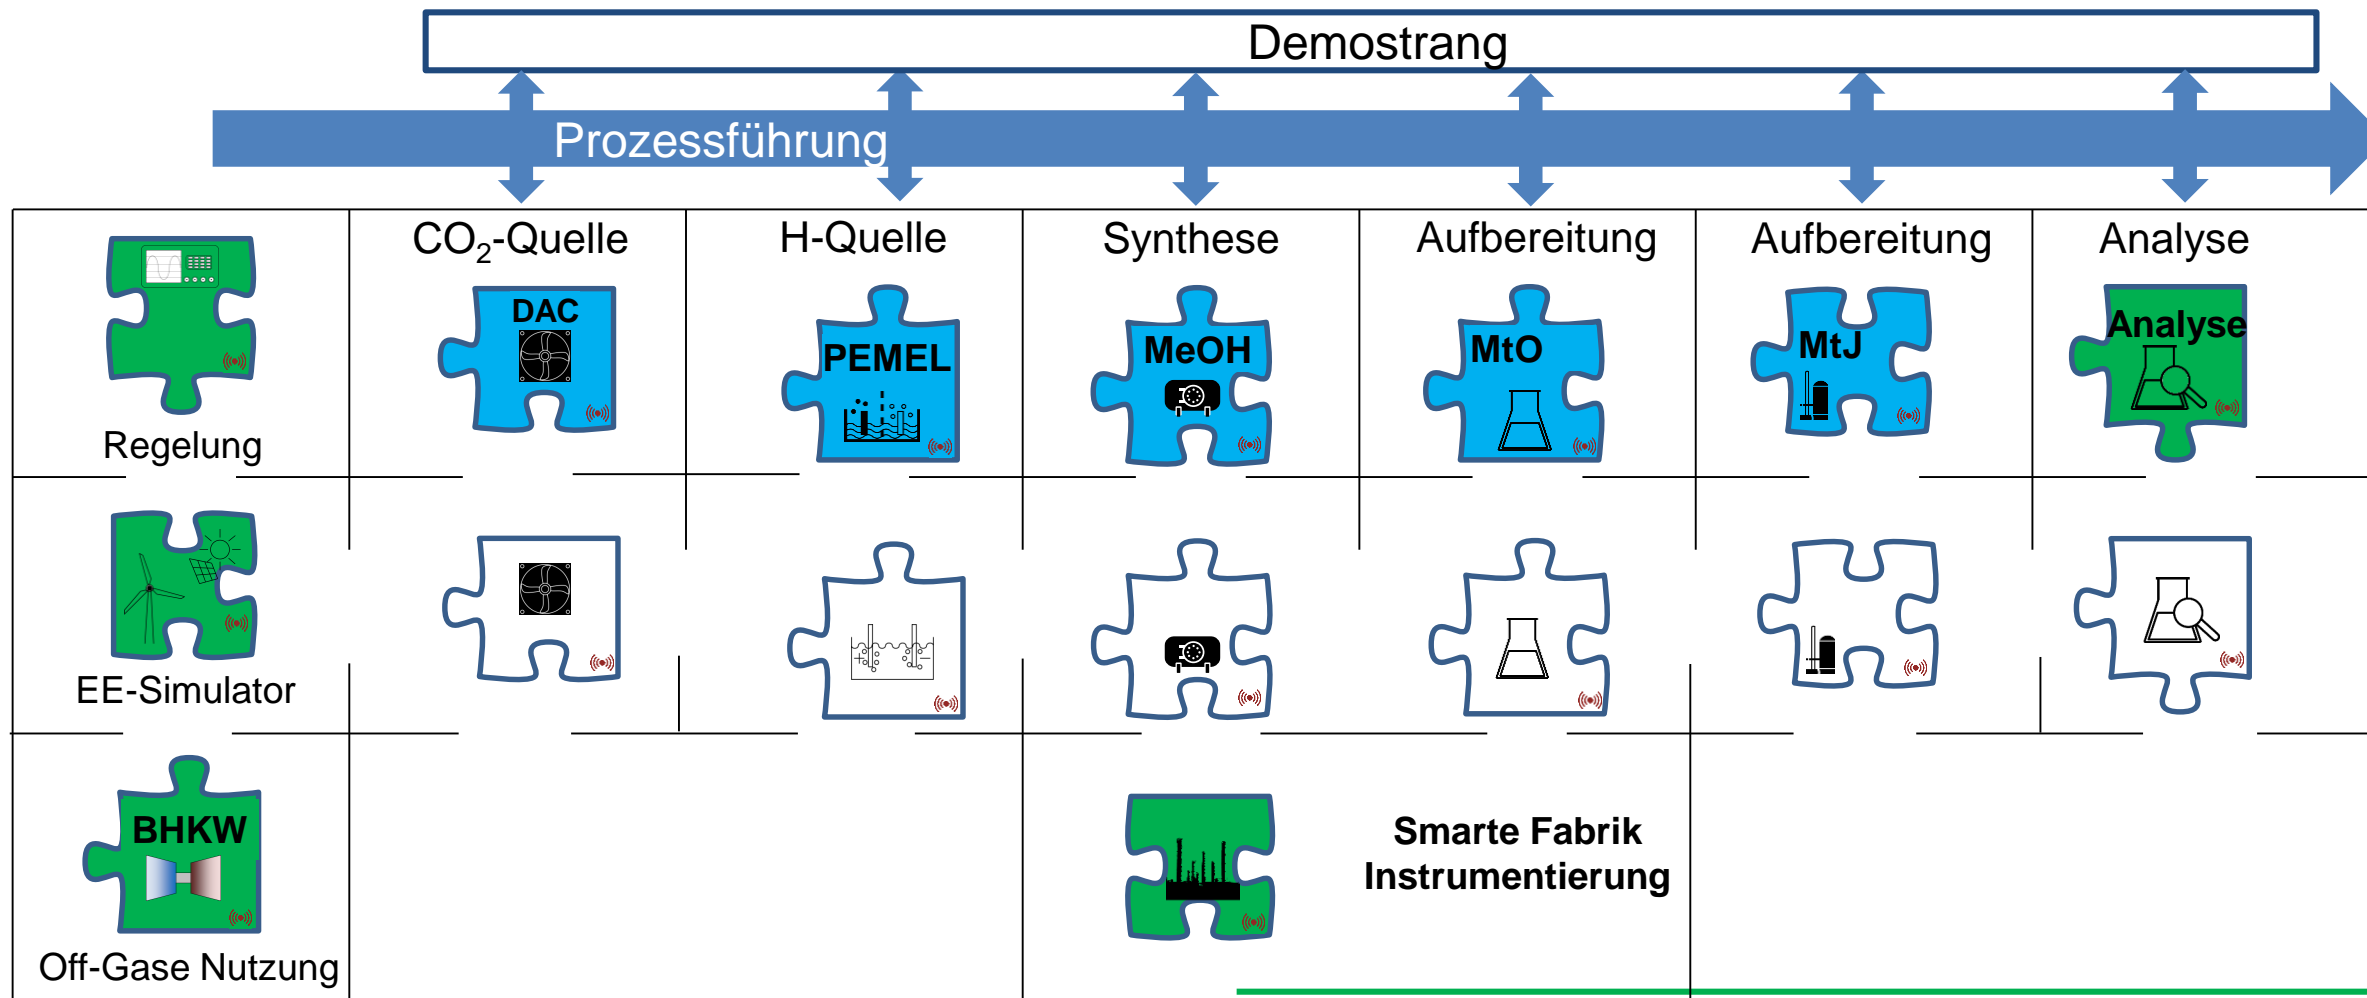 Demostrang
Prozessführung
CO₂-Quelle
H-Quelle
Synthese
Aufbereitung
Aufbereitung
Analyse
DAC
PEMEL
MeOH
MtO
MtJ
Analyse
Regelung
EE-Simulator
BHKW
Smarte Fabrik
Instrumentierung
Off-Gase Nutzung